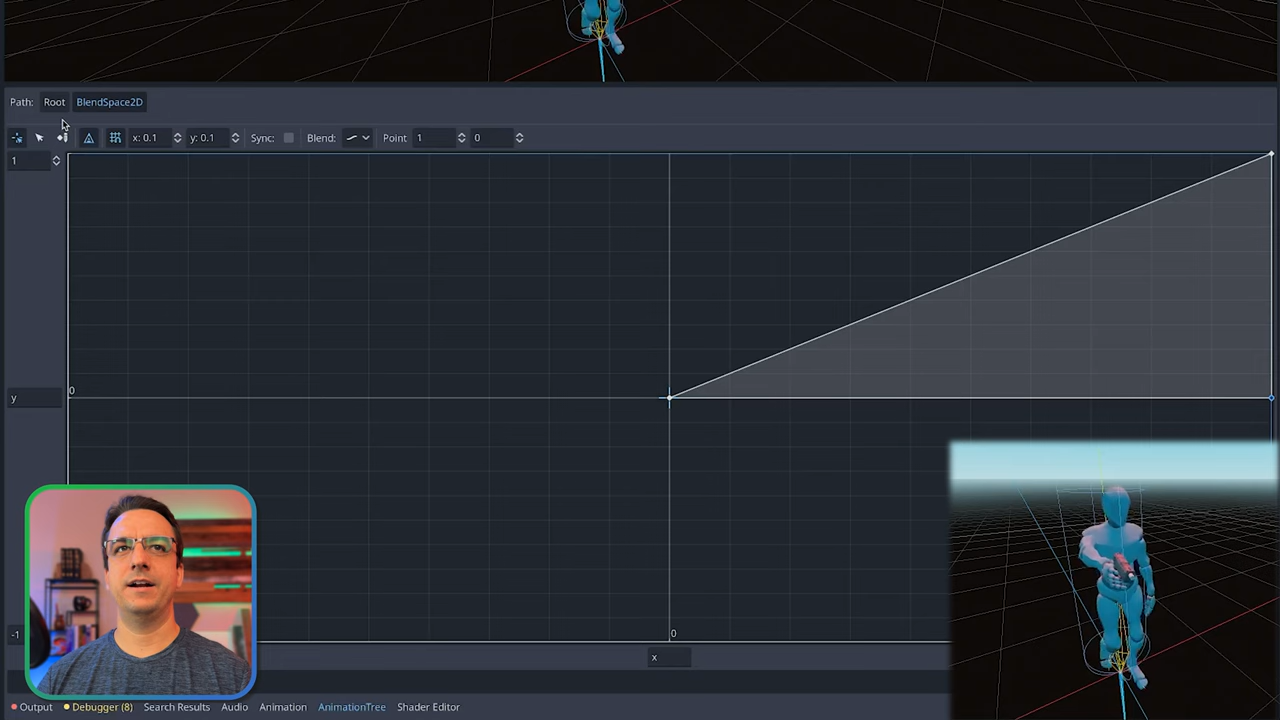 Path: Root BlendSpace2D
x: 0.1 y: 0.1 Sync: Blend: Point 1 0
1
0
y
-1
0
x
Output Debugger (8) Search Results Audio Animation AnimationTree Shader Editor